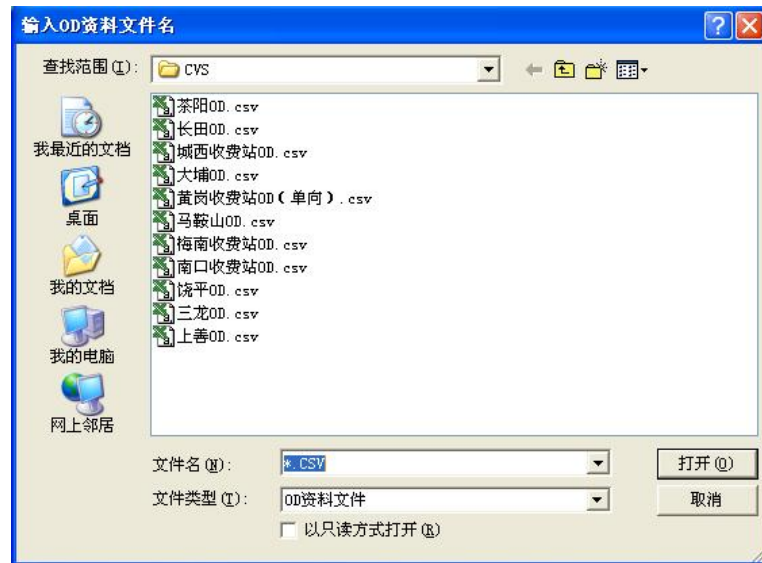 输入OD资料文件名
查找范围(I):
CVS
我最近的文档
桌面
我的文档
我的电脑
网上邻居
茶阳OD.csv
长田OD.csv
城西收费站OD.csv
大埔OD.csv
黄岗收费站OD(单向).csv
马鞍山OD.csv
梅南收费站OD.csv
南口收费站OD.csv
饶平OD.csv
三龙OD.csv
上善OD.csv
文件名(N):
*.CSV
打开(O)
文件类型(T):
OD资料文件
取消
以只读方式打开(R)